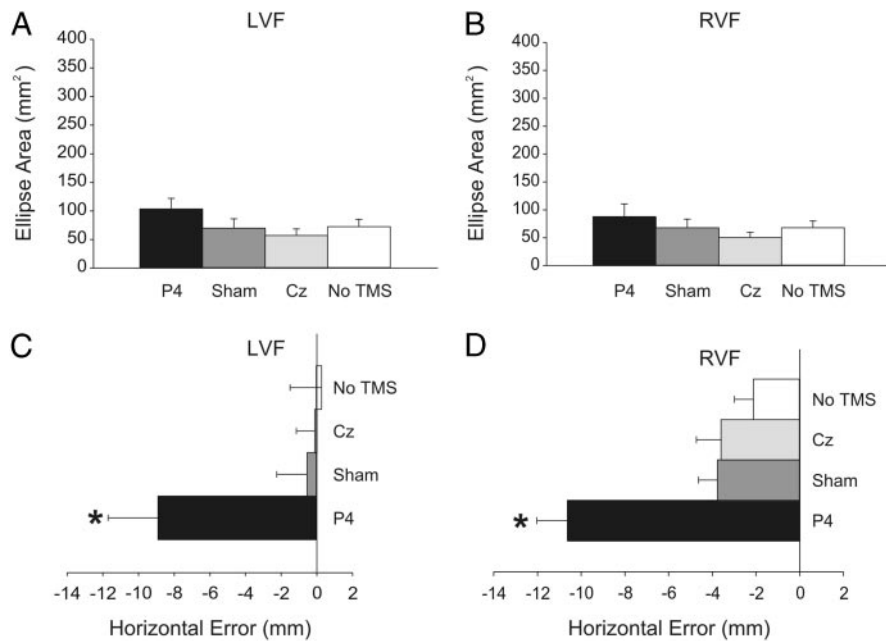 A
LVF
Ellipse Area (mm²)
400
350
300
250
200
150
100
50
0
P4 Sham Cz No TMS
B
RVF
Ellipse Area (mm²)
400
350
300
250
200
150
100
50
0
P4 Sham Cz No TMS
C
LVF
No TMS
Cz
Sham
* P4
-14 -12 -10 -8 -6 -4 -2 0 2
Horizontal Error (mm)
D
RVF
No TMS
Cz
Sham
* P4
-14 -12 -10 -8 -6 -4 -2 0 2
Horizontal Error (mm)